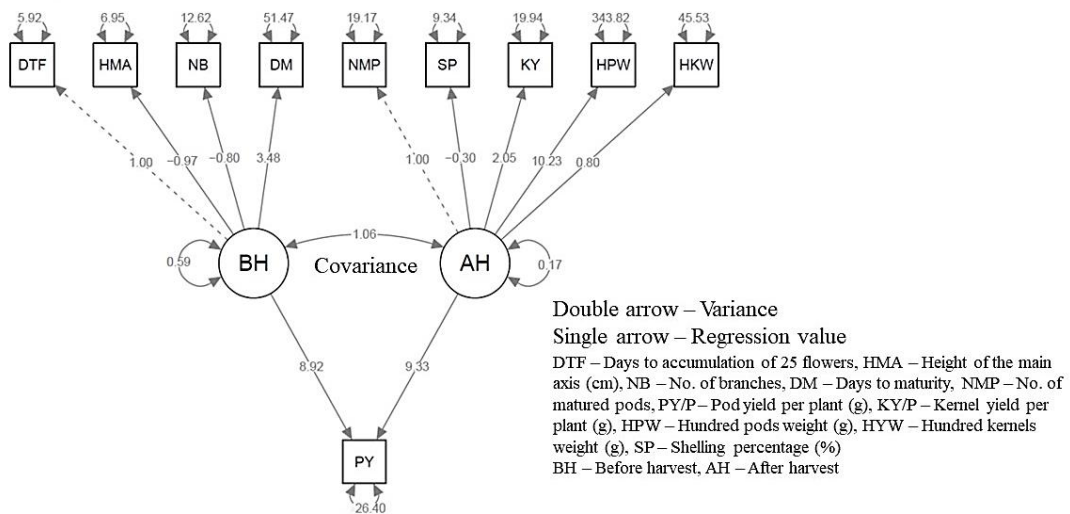 5.92 6.95 12.62 51.47 19.17 9.34 19.94 343.82 45.53
DTF HMA NB DM NMP SP KY HPW HKW
1.00 −0.97 −0.80 3.48 1.00 −0.30 2.05 10.23 0.80
1.06
0.59 BH Covariance AH 0.17
8.92 9.33
PY
26.40
Double arrow – Variance
Single arrow – Regression value
DTF – Days to accumulation of 25 flowers, HMA – Height of the main
axis (cm), NB – No. of branches, DM – Days to maturity, NMP – No. of
matured pods, PY/P – Pod yield per plant (g), KY/P – Kernel yield per
plant (g), HPW – Hundred pods weight (g), HYW – Hundred kernels
weight (g), SP – Shelling percentage (%)
BH – Before harvest, AH – After harvest